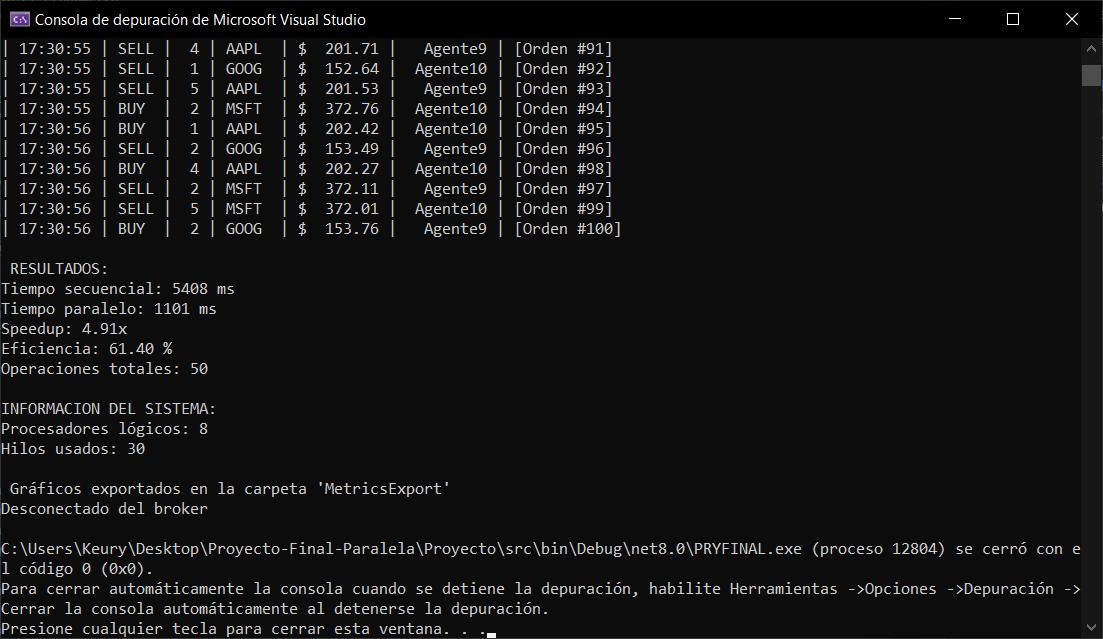 Consola de depuración de Microsoft Visual Studio
| 17:30:55 | SELL |  4 | AAPL  | $  201.71 |   Agente9 | [Orden #91]
| 17:30:55 | SELL |  1 | GOOG  | $  152.64 |  Agente10 | [Orden #92]
| 17:30:55 | SELL |  5 | AAPL  | $  201.53 |   Agente9 | [Orden #93]
| 17:30:55 | BUY  |  2 | MSFT  | $  372.76 |  Agente10 | [Orden #94]
| 17:30:56 | BUY  |  1 | AAPL  | $  202.42 |  Agente10 | [Orden #95]
| 17:30:56 | SELL |  2 | GOOG  | $  153.49 |   Agente9 | [Orden #96]
| 17:30:56 | BUY  |  4 | AAPL  | $  202.27 |  Agente10 | [Orden #98]
| 17:30:56 | SELL |  2 | MSFT  | $  372.11 |   Agente9 | [Orden #97]
| 17:30:56 | SELL |  5 | MSFT  | $  372.01 |  Agente10 | [Orden #99]
| 17:30:56 | BUY  |  2 | GOOG  | $  153.76 |   Agente9 | [Orden #100]
RESULTADOS:
Tiempo secuencial: 5408 ms
Tiempo paralelo: 1101 ms
Speedup: 4.91x
Eficiencia: 61.40 %
Operaciones totales: 50
INFORMACION DEL SISTEMA:
Procesadores lógicos: 8
Hilos usados: 30
Gráficos exportados en la carpeta 'MetricsExport'
Desconectado del broker
C:\Users\Keury\Desktop\Proyecto-Final-Paralela\Proyecto\src\bin\Debug\net8.0\PRYFINAL.exe (proceso 12804) se cerró con e
l código 0 (0x0).
Para cerrar automáticamente la consola cuando se detiene la depuración, habilite Herramientas ->Opciones ->Depuración ->
Cerrar la consola automáticamente al detenerse la depuración.
Presione cualquier tecla para cerrar esta ventana. . .